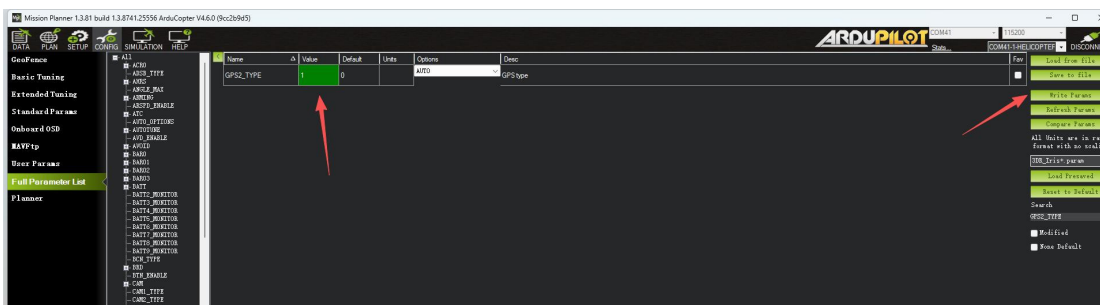 Mission Planner 1.3.81 build 1.3.8741.25556 ArduCopter V4.6.0 (9cc2b9d5)
DATA PLAN SETUP CONFIG SIMULATION HELP
ARDUPILOT
COM41
115200
Stats...
COM41-1-HELICOPTER
DISCONN
GeoFence
Basic Tuning
Extended Tuning
Standard Params
Onboard OSD
MAVFtp
User Params
Full Parameter List
Planner
All
ACRO
ADSB_TYPE
AHRS
ANGLE_MAX
ARMING
ARSPD_ENABLE
ATC
AUTO_OPTIONS
AUTOTUNE
AVD_ENABLE
AVOID
BARO
BARO1
BARO2
BARO3
BATT
BATT2_MONITOR
BATT3_MONITOR
BATT4_MONITOR
BATT5_MONITOR
BATT6_MONITOR
BATT7_MONITOR
BATT8_MONITOR
BATT9_MONITOR
BCN_TYPE
BRD
BTN_ENABLE
CAM
CAM1_TYPE
CAM2_TYPE
Name Value Default Units Options Desc Fav
GPS2_TYPE 1 0 AUTO GPS type
Load from file
Save to file
Write Params
Refresh Params
Compare Params
All Units are in ra
format with no scali
3DR_Iris+.param
Load Presaved
Reset to Default
Search
GPS2_TYPE
Modified
None Default